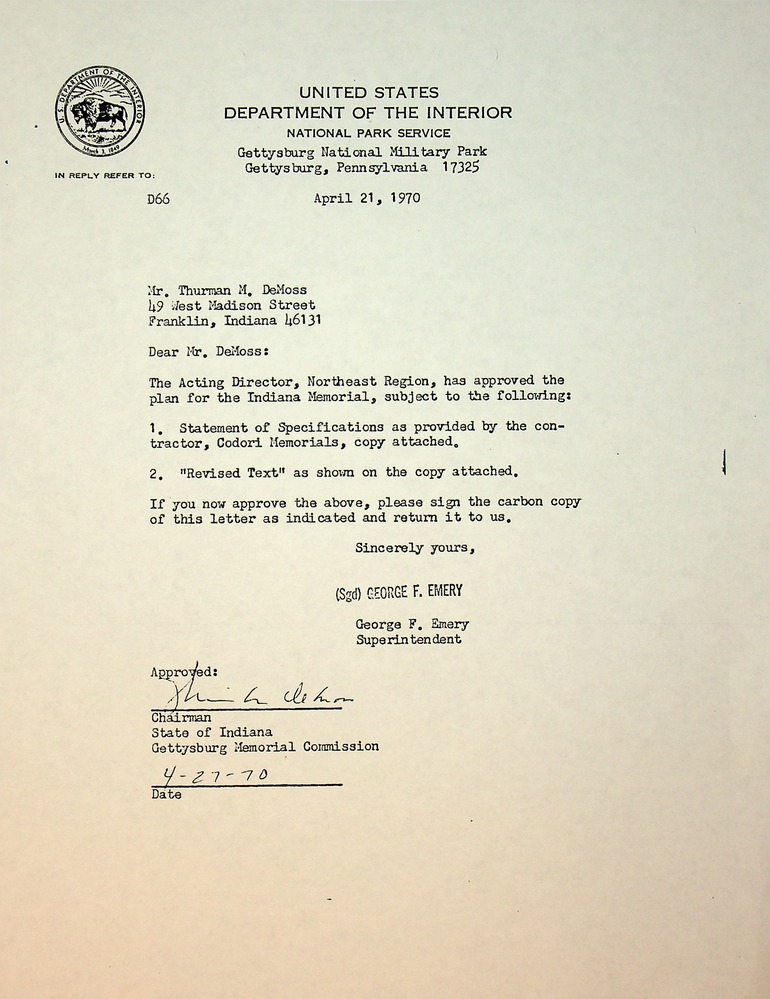 U. S. DEPARTMENT OF THE INTERIOR
March 3, 1849
UNITED STATES
DEPARTMENT OF THE INTERIOR
NATIONAL PARK SERVICE
Gettysburg National Military Park
Gettysburg, Pennsylvania 17325
IN REPLY REFER TO:
D66
April 21, 1970
Mr. Thurman M. DeMoss
49 West Madison Street
Franklin, Indiana 46131
Dear Mr. DeMoss:
The Acting Director, Northeast Region, has approved the
plan for the Indiana Memorial, subject to the following:
1. Statement of Specifications as provided by the con-
tractor, Codori Memorials, copy attached.
2. "Revised Text" as shown on the copy attached.
If you now approve the above, please sign the carbon copy
of this letter as indicated and return it to us.
Sincerely yours,
(Sgd) GEORGE F. EMERY
George F. Emery
Superintendent
Approved:
Chairman
State of Indiana
Gettysburg Memorial Commission
4-27-70
Date